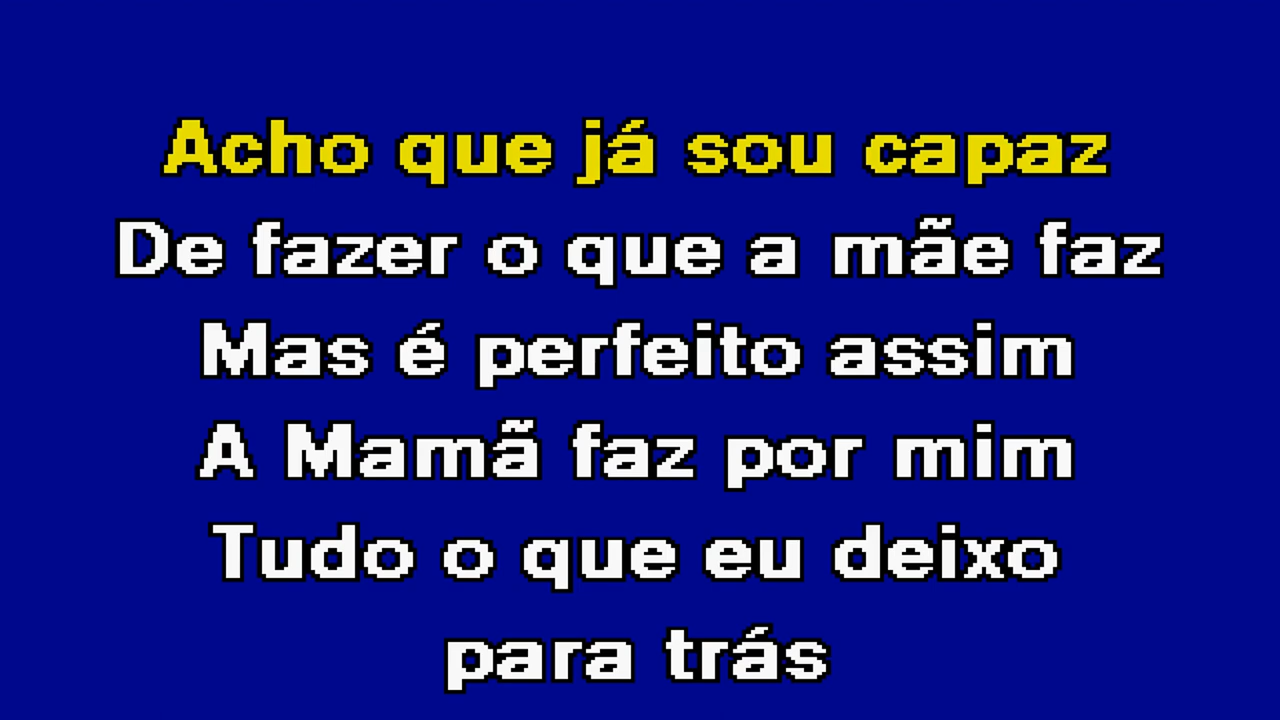 Acho que já sou capaz
De fazer o que a mãe faz
Mas é perfeito assim
A Mamã faz por mim
Tudo o que eu deixo
para trás